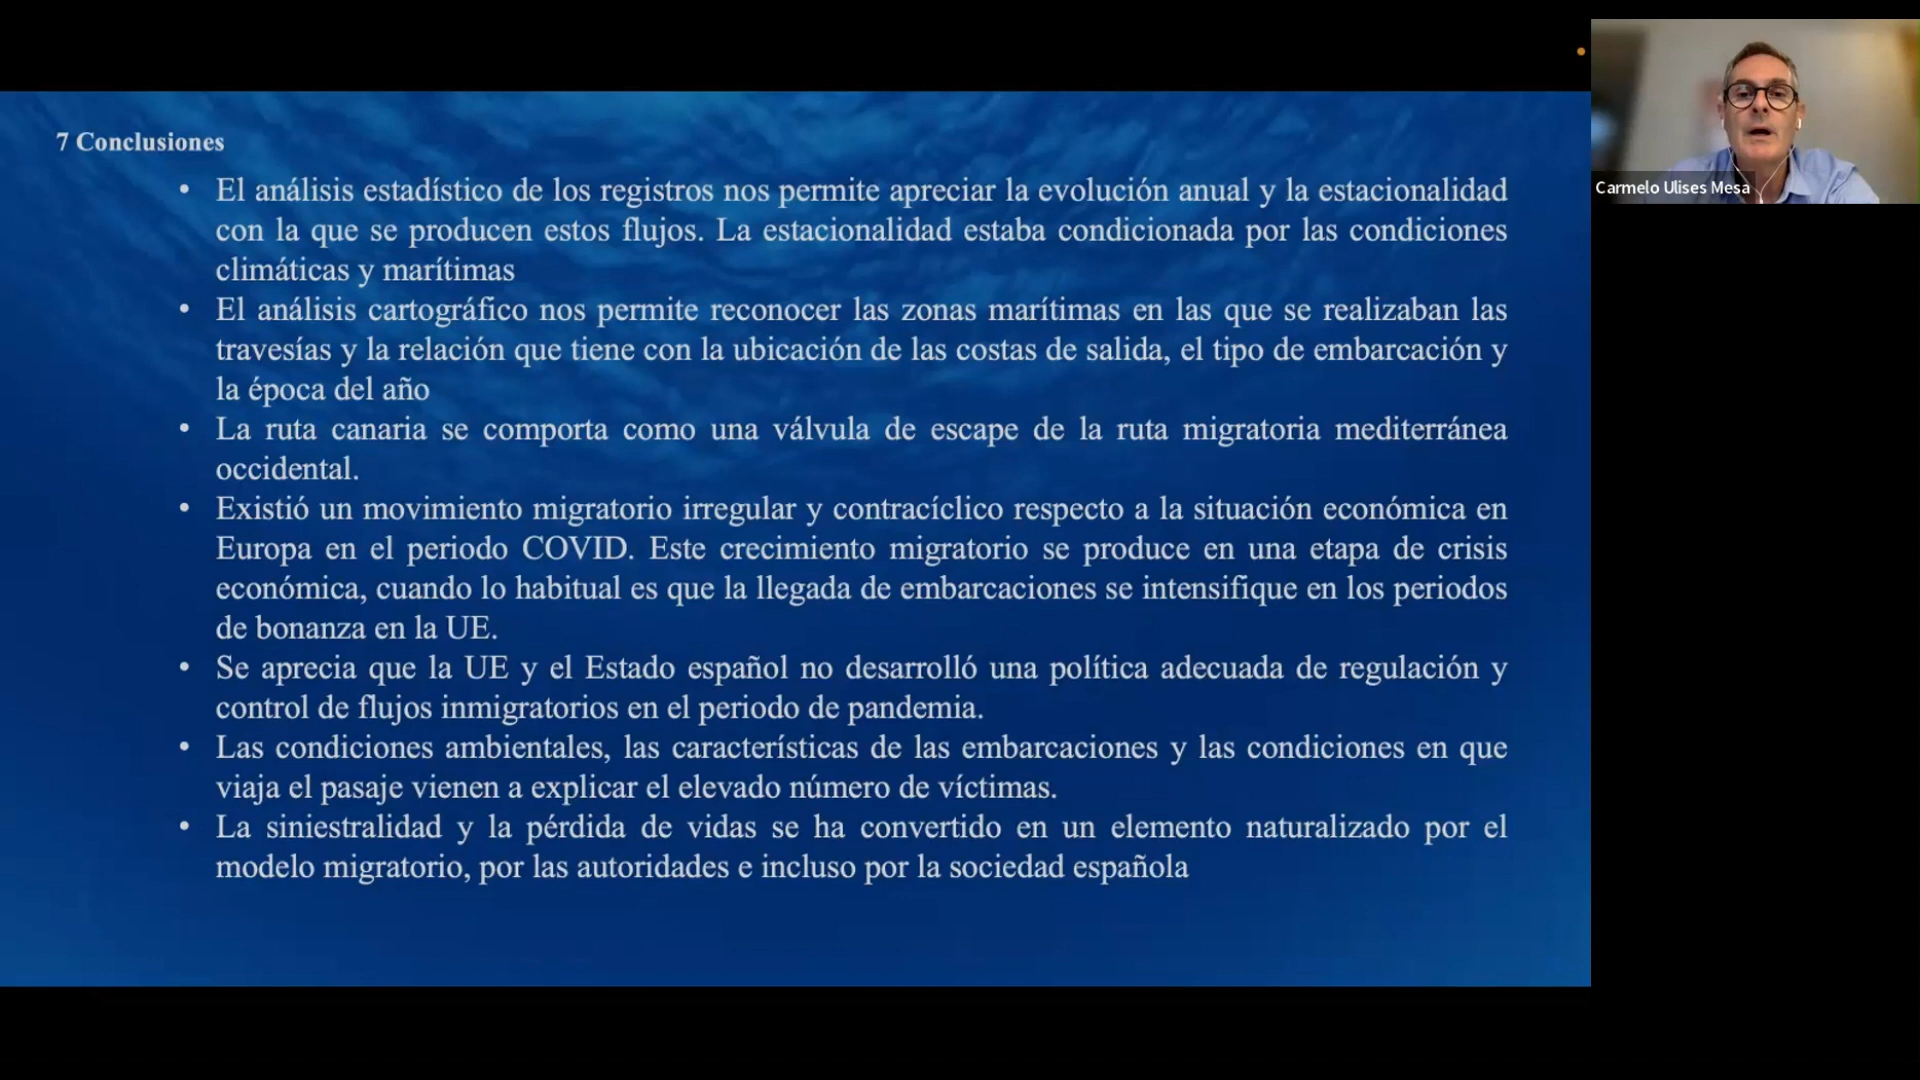 7 Conclusiones
• El análisis estadístico de los registros nos permite apreciar la evolución anual y la estacionalidad
con la que se producen estos flujos. La estacionalidad estaba condicionada por las condiciones
climáticas y marítimas
• El análisis cartográfico nos permite reconocer las zonas marítimas en las que se realizaban las
travesías y la relación que tiene con la ubicación de las costas de salida, el tipo de embarcación y
la época del año
• La ruta canaria se comporta como una válvula de escape de la ruta migratoria mediterránea
occidental.
• Existió un movimiento migratorio irregular y contracíclico respecto a la situación económica en
Europa en el periodo COVID. Este crecimiento migratorio se produce en una etapa de crisis
económica, cuando lo habitual es que la llegada de embarcaciones se intensifique en los periodos
de bonanza en la UE.
• Se aprecia que la UE y el Estado español no desarrolló una política adecuada de regulación y
control de flujos inmigratorios en el periodo de pandemia.
• Las condiciones ambientales, las características de las embarcaciones y las condiciones en que
viaja el pasaje vienen a explicar el elevado número de víctimas.
• La siniestralidad y la pérdida de vidas se ha convertido en un elemento naturalizado por el
modelo migratorio, por las autoridades e incluso por la sociedad española
Carmelo Ulises Mesa